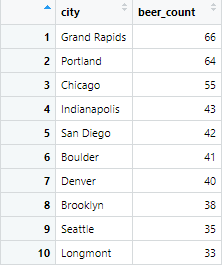 city beer_count
1 Grand Rapids 66
2 Portland 64
3 Chicago 55
4 Indianapolis 43
5 San Diego 42
6 Boulder 41
7 Denver 40
8 Brooklyn 38
9 Seattle 35
10 Longmont 33